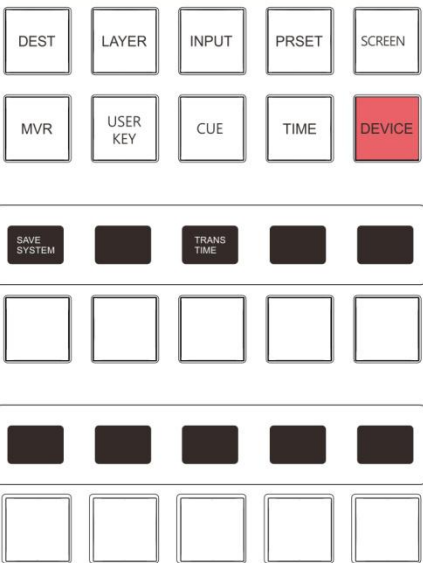 DEST LAYER INPUT PRSET SCREEN
MVR USER KEY CUE TIME DEVICE
SAVE SYSTEM TRANS TIME